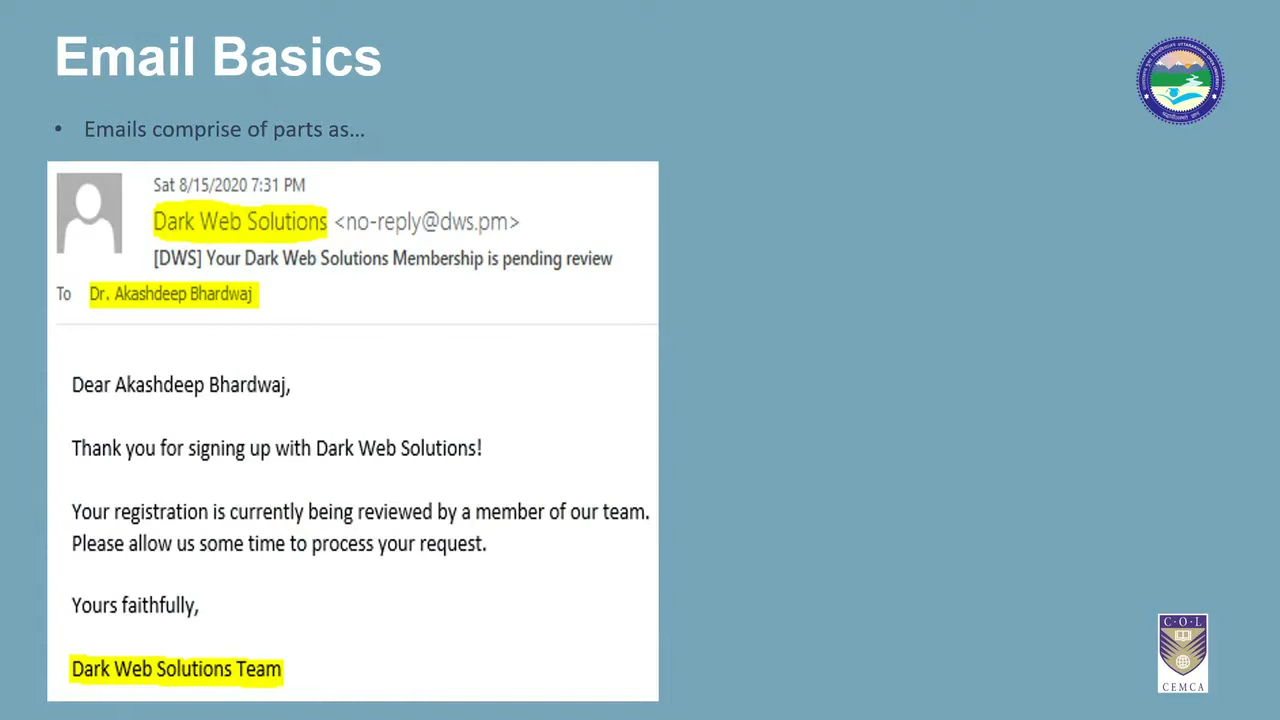 Email Basics
• Emails comprise of parts as...
Sat 8/15/2020 7:31 PM
Dark Web Solutions <no-reply@dws.pm>
[DWS] Your Dark Web Solutions Membership is pending review
To Dr. Akashdeep Bhardwaj
Dear Akashdeep Bhardwaj,
Thank you for signing up with Dark Web Solutions!
Your registration is currently being reviewed by a member of our team.
Please allow us some time to process your request.
Yours faithfully,
Dark Web Solutions Team
C·O·L
CEMCA